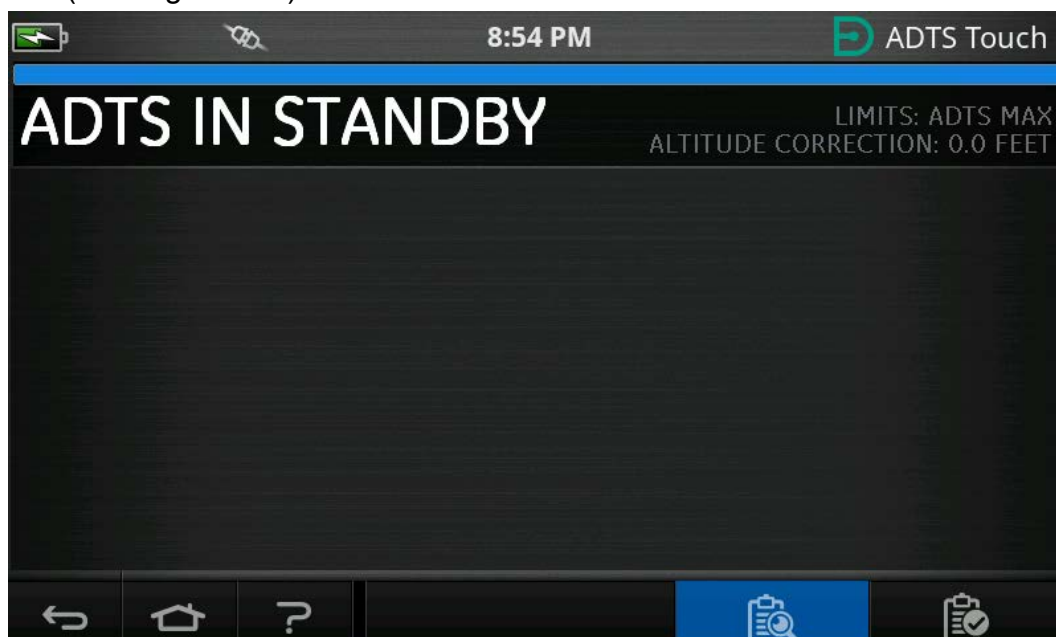 8:54 PM
ADTS Touch
ADTS IN STANDBY
LIMITS: ADTS MAX
ALTITUDE CORRECTION: 0.0 FEET
?